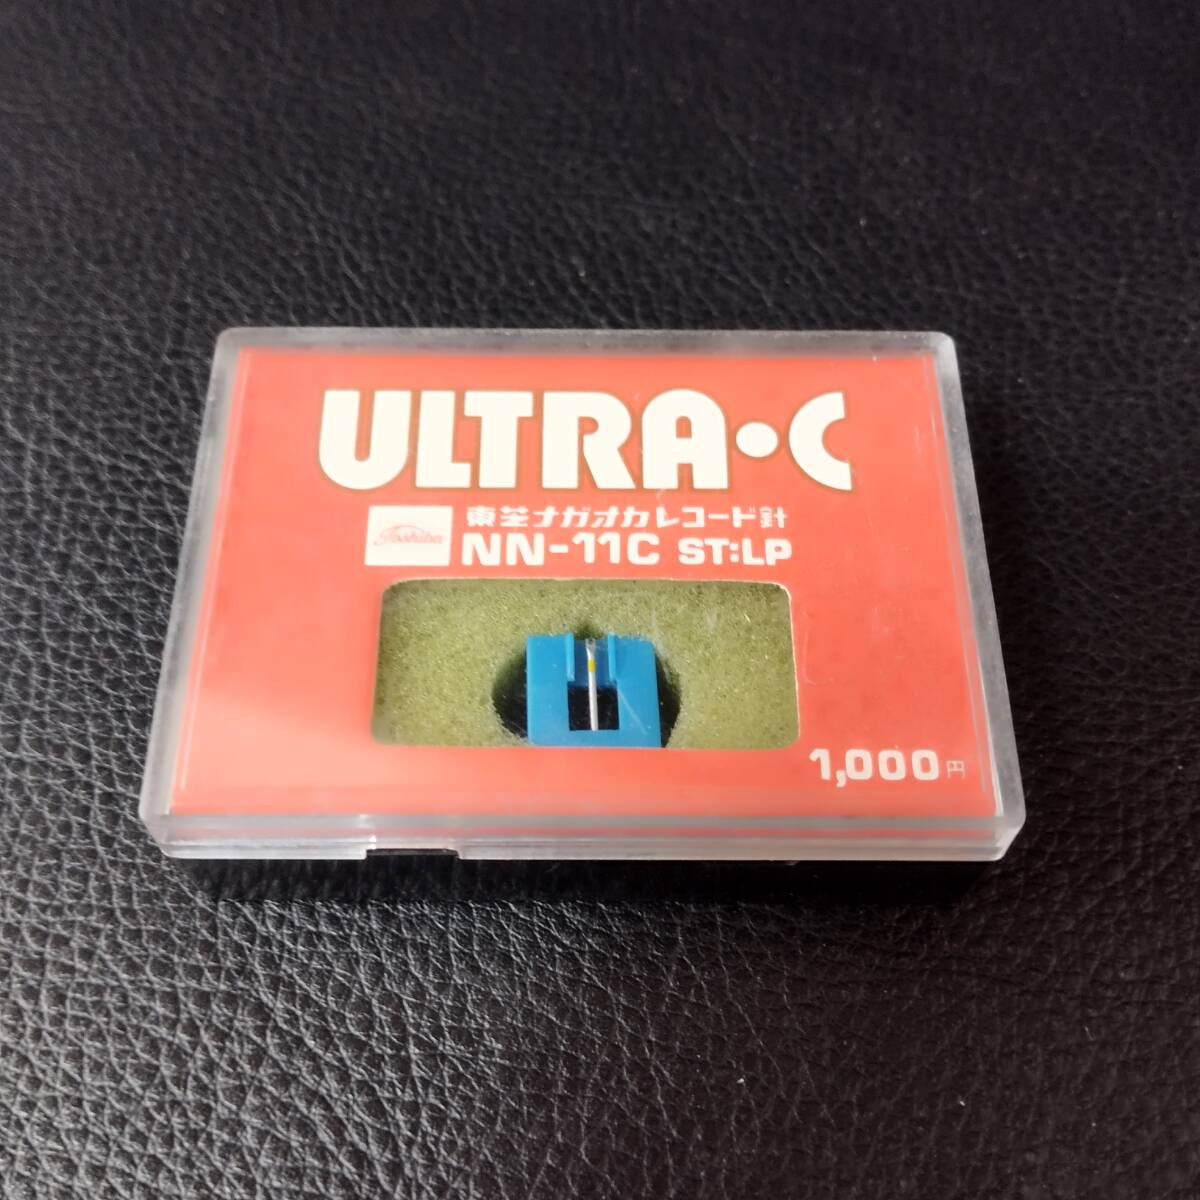 ULTRA・C
東芝ナガオカレコード針
Toshiba
NN-11C ST:LP
1,000円